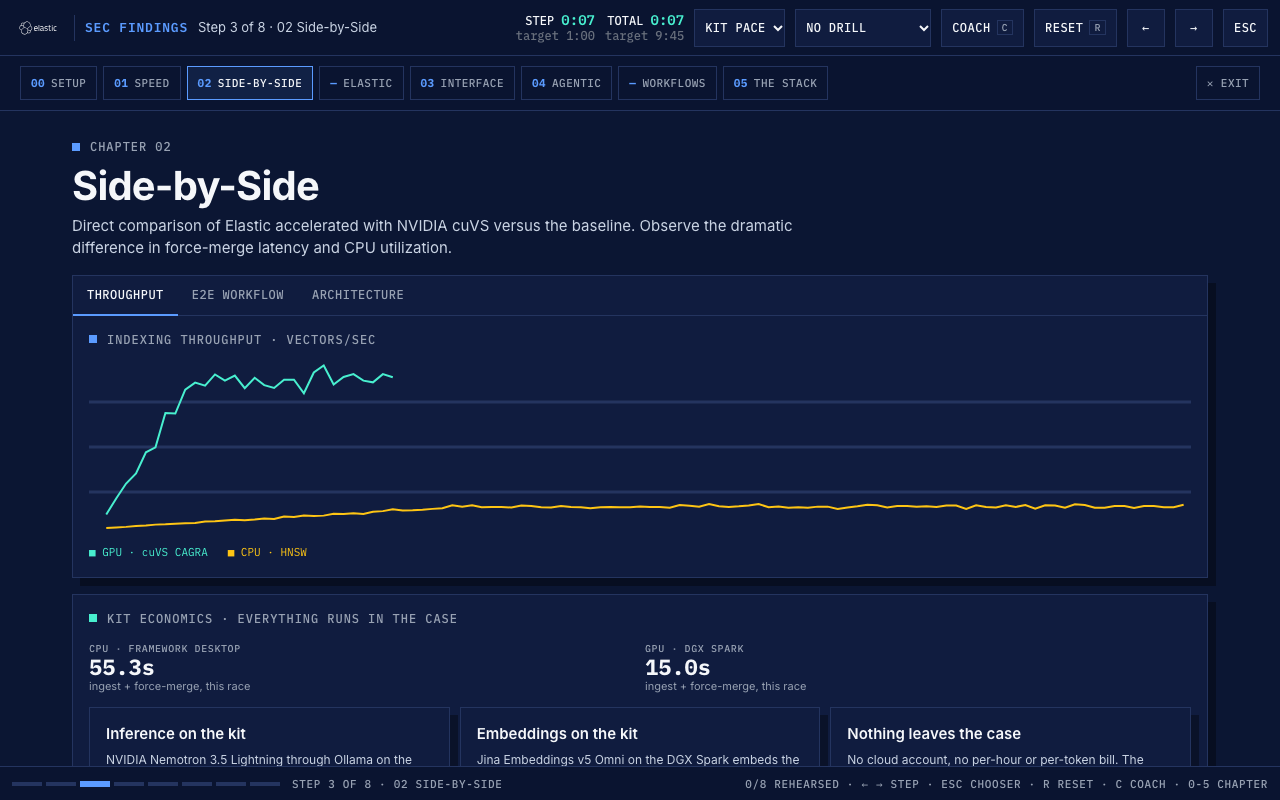 elastic
SEC FINDINGS Step 3 of 8 · 02 Side-by-Side
STEP 0:07 TOTAL 0:07
target 1:00 target 9:45
KIT PACE
NO DRILL
COACH C
RESET R
←
→
ESC
00 SETUP
01 SPEED
02 SIDE-BY-SIDE
— ELASTIC
03 INTERFACE
04 AGENTIC
— WORKFLOWS
05 THE STACK
× EXIT
CHAPTER 02
Side-by-Side
Direct comparison of Elastic accelerated with NVIDIA cuVS versus the baseline. Observe the dramatic
difference in force-merge latency and CPU utilization.
THROUGHPUT E2E WORKFLOW ARCHITECTURE
INDEXING THROUGHPUT · VECTORS/SEC
GPU · cuVS CAGRA CPU · HNSW
KIT ECONOMICS · EVERYTHING RUNS IN THE CASE
CPU · FRAMEWORK DESKTOP
55.3s
ingest + force-merge, this race
GPU · DGX SPARK
15.0s
ingest + force-merge, this race
Inference on the kit
NVIDIA Nemotron 3.5 Lightning through Ollama on the
Embeddings on the kit
Jina Embeddings v5 Omni on the DGX Spark embeds the
Nothing leaves the case
No cloud account, no per-hour or per-token bill. The
STEP 3 OF 8 · 02 SIDE-BY-SIDE
0/8 REHEARSED · ← → STEP · ESC CHOOSER · R RESET · C COACH · 0-5 CHAPTER